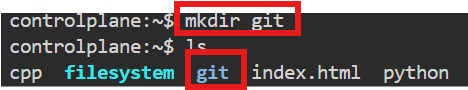 controlplane:~$ mkdir git
controlplane:~$ ls
cpp filesystem git index.html python